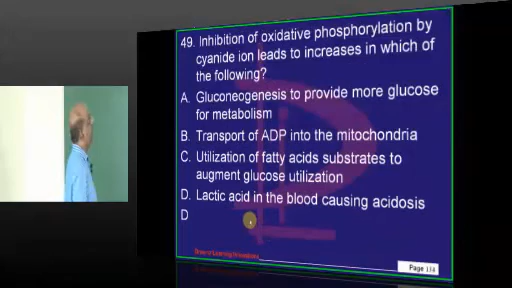 49. Inhibition of oxidative phosphorylation by
cyanide ion leads to increases in which of
the following?
A. Gluconeogenesis to provide more glucose
for metabolism
B. Transport of ADP into the mitochondria
C. Utilization of fatty acids substrates to
augment glucose utilization
D. Lactic acid in the blood causing acidosis
D
Page 114